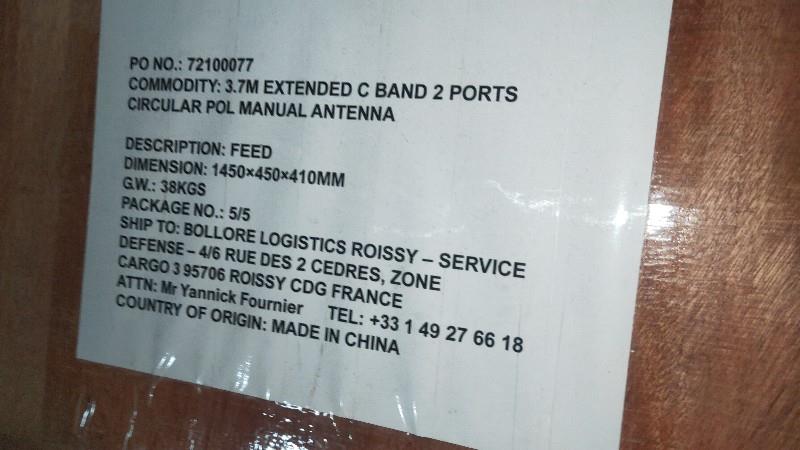 PO NO.: 72100077
COMMODITY: 3.7M EXTENDED C BAND 2 PORTS
CIRCULAR POL MANUAL ANTENNA
DESCRIPTION: FEED
DIMENSION: 1450×450×410MM
G.W.: 38KGS
PACKAGE NO.: 5/5
SHIP TO: BOLLORE LOGISTICS ROISSY – SERVICE
DEFENSE – 4/6 RUE DES 2 CEDRES, ZONE
CARGO 3 95706 ROISSY CDG FRANCE
ATTN: Mr Yannick Fournier TEL: +33 1 49 27 66 18
COUNTRY OF ORIGIN: MADE IN CHINA